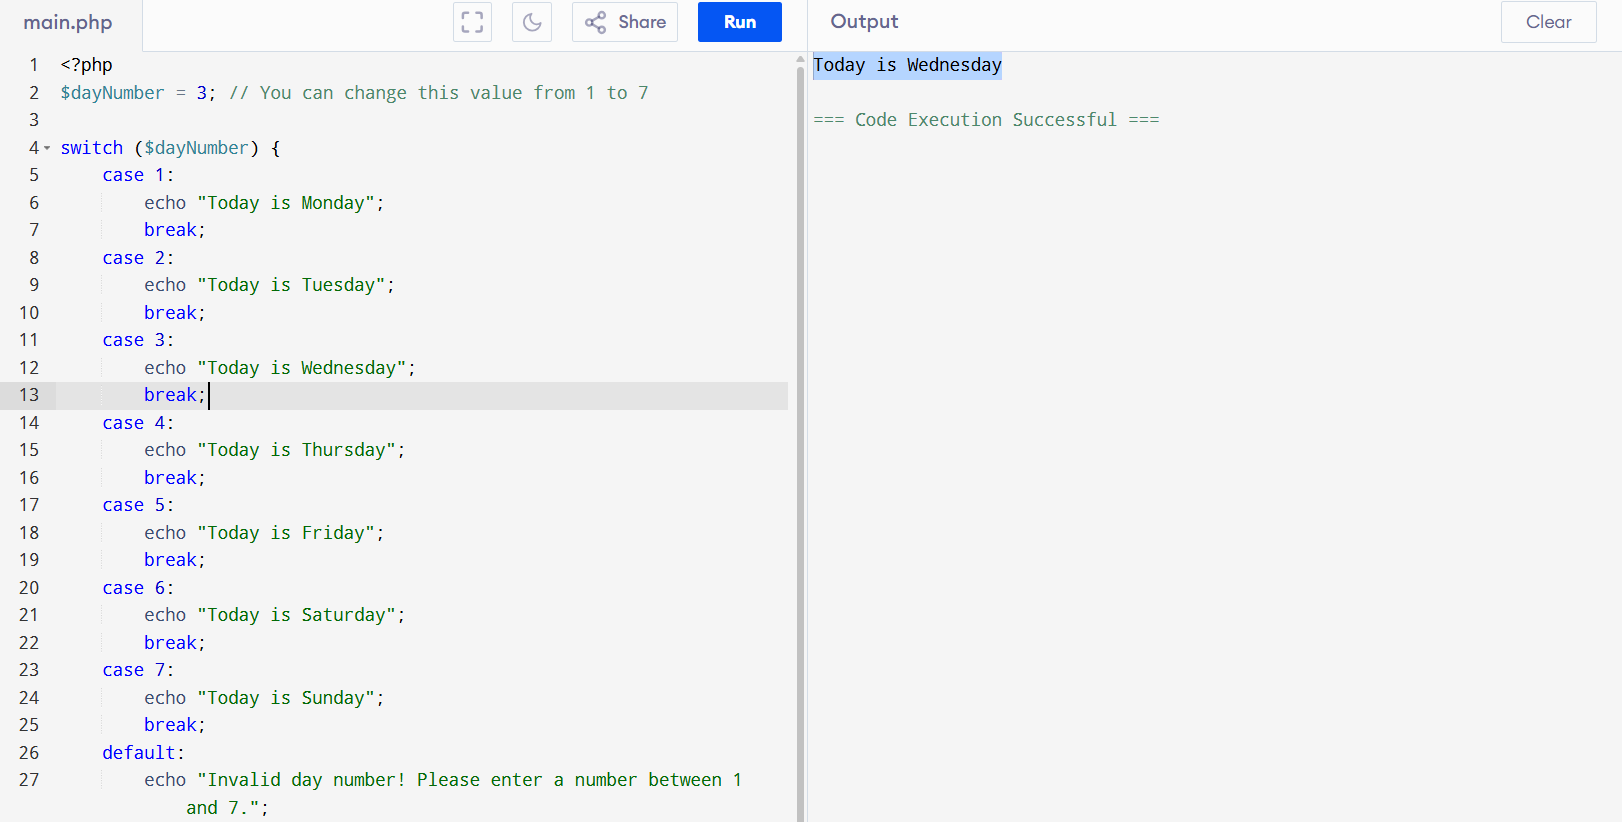 main.php
Share
Run
Output
Clear
1 <?php
2 $dayNumber = 3; // You can change this value from 1 to 7
3
4 switch ($dayNumber) {
5     case 1:
6         echo "Today is Monday";
7         break;
8     case 2:
9         echo "Today is Tuesday";
10         break;
11     case 3:
12         echo "Today is Wednesday";
13         break;
14     case 4:
15         echo "Today is Thursday";
16         break;
17     case 5:
18         echo "Today is Friday";
19         break;
20     case 6:
21         echo "Today is Saturday";
22         break;
23     case 7:
24         echo "Today is Sunday";
25         break;
26     default:
27         echo "Invalid day number! Please enter a number between 1
and 7.";
Today is Wednesday
=== Code Execution Successful ===